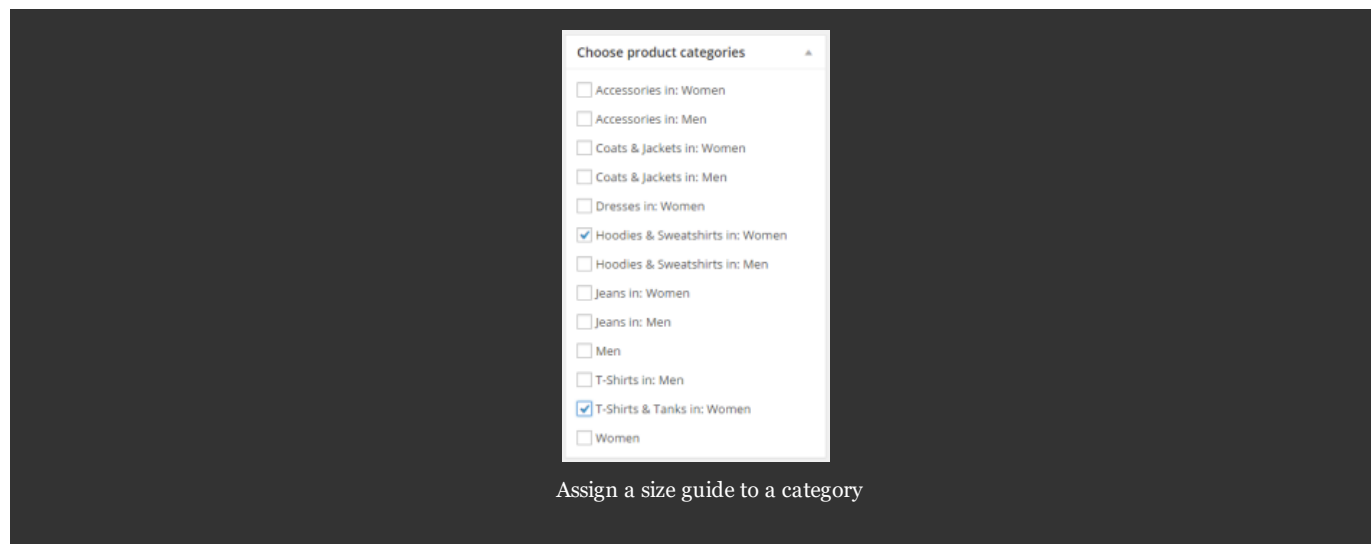 Choose product categories
Accessories in: Women
Accessories in: Men
Coats & Jackets in: Women
Coats & Jackets in: Men
Dresses in: Women
Hoodies & Sweatshirts in: Women
Hoodies & Sweatshirts in: Men
Jeans in: Women
Jeans in: Men
Men
T-Shirts in: Men
T-Shirts & Tanks in: Women
Women
Assign a size guide to a category